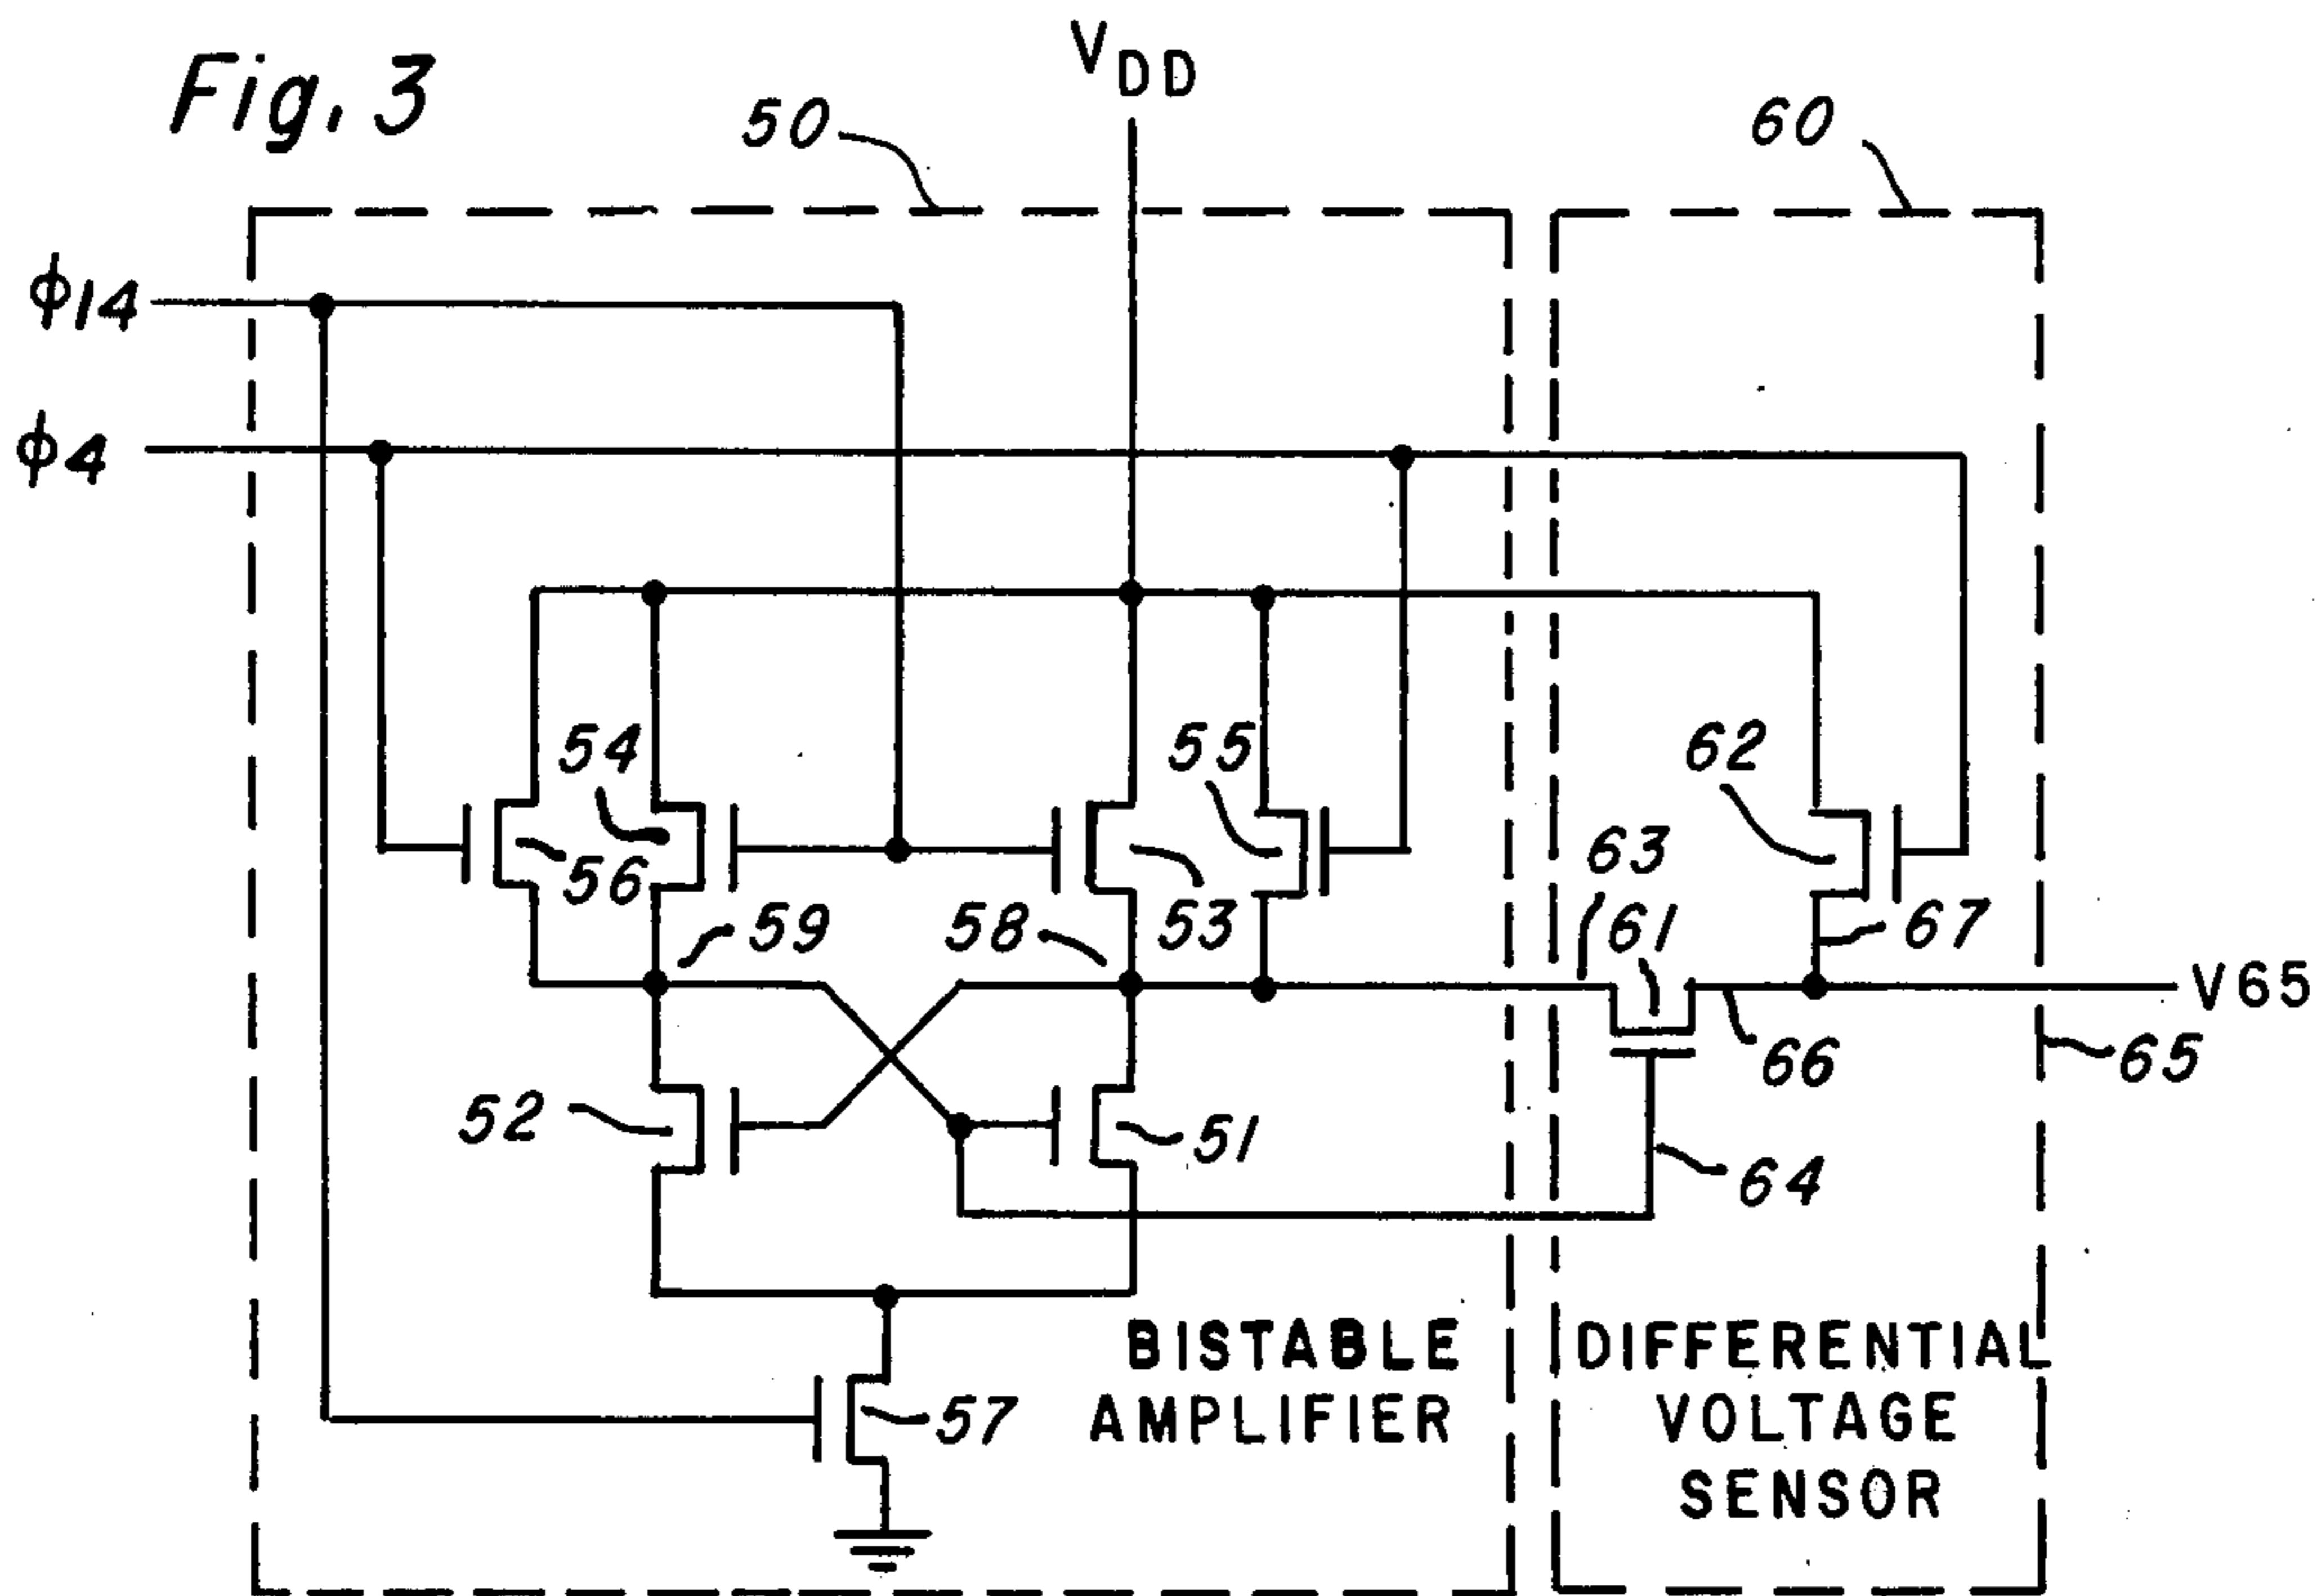 Fig. 3
VDD
50
60
ϕ14
ϕ4
54
56
59
58
53
55
62
63
61
67
V65
66
65
52
51
64
57
BISTABLE
AMPLIFIER
DIFFERENTIAL
VOLTAGE
SENSOR